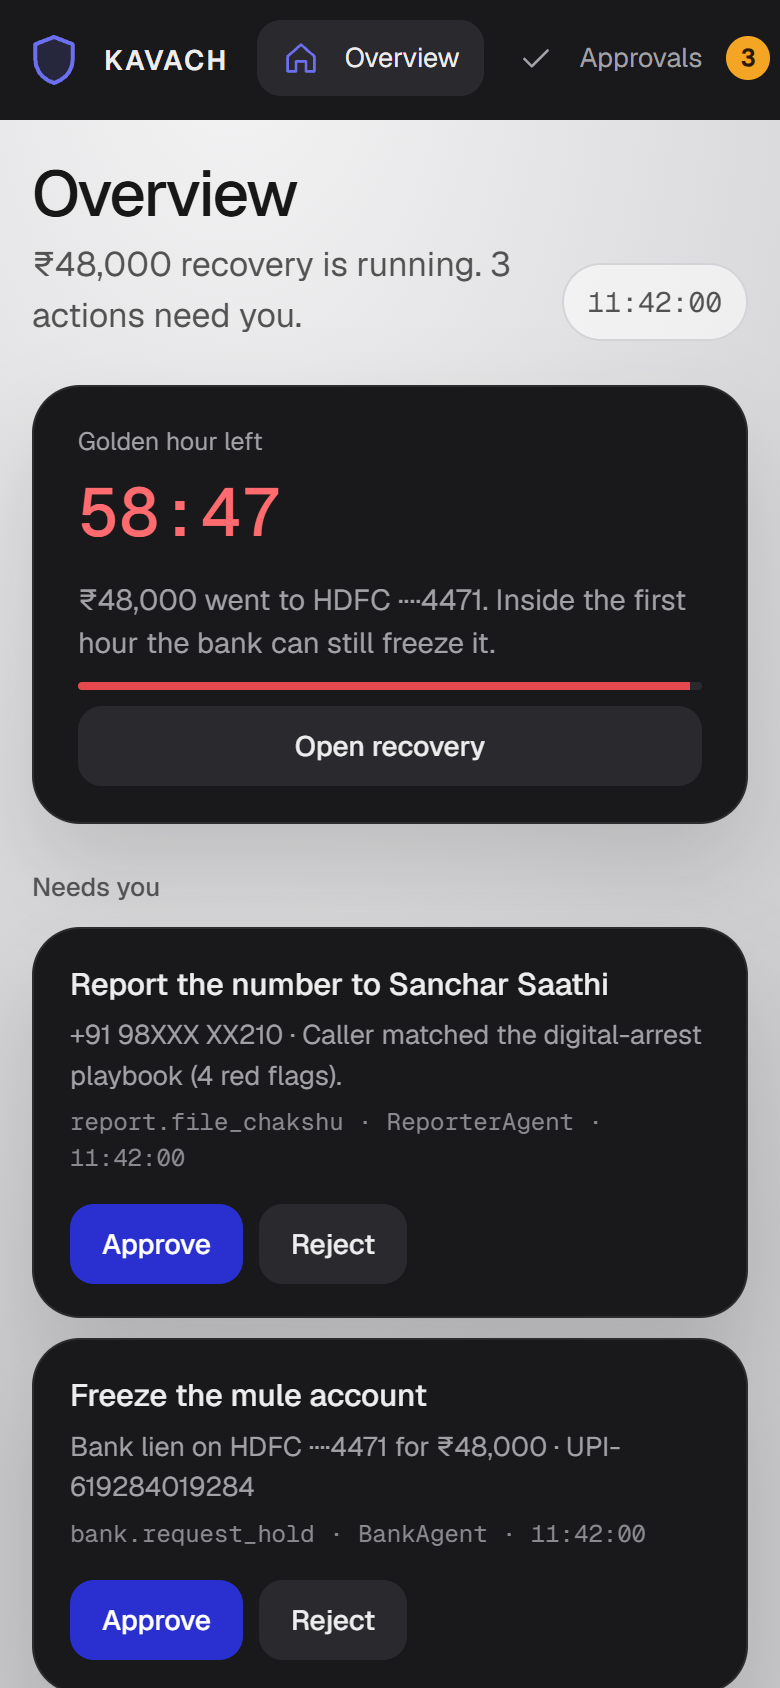 KAVACH
Overview
Approvals
3
Overview
₹48,000 recovery is running. 3
actions need you.
11:42:00
Golden hour left
58:47
₹48,000 went to HDFC ····4471. Inside the first
hour the bank can still freeze it.
Open recovery
Needs you
Report the number to Sanchar Saathi
+91 98XXX XX210 · Caller matched the digital-arrest
playbook (4 red flags).
report.file_chakshu · ReporterAgent ·
11:42:00
Approve
Reject
Freeze the mule account
Bank lien on HDFC ····4471 for ₹48,000 · UPI-
619284019284
bank.request_hold · BankAgent · 11:42:00
Approve
Reject